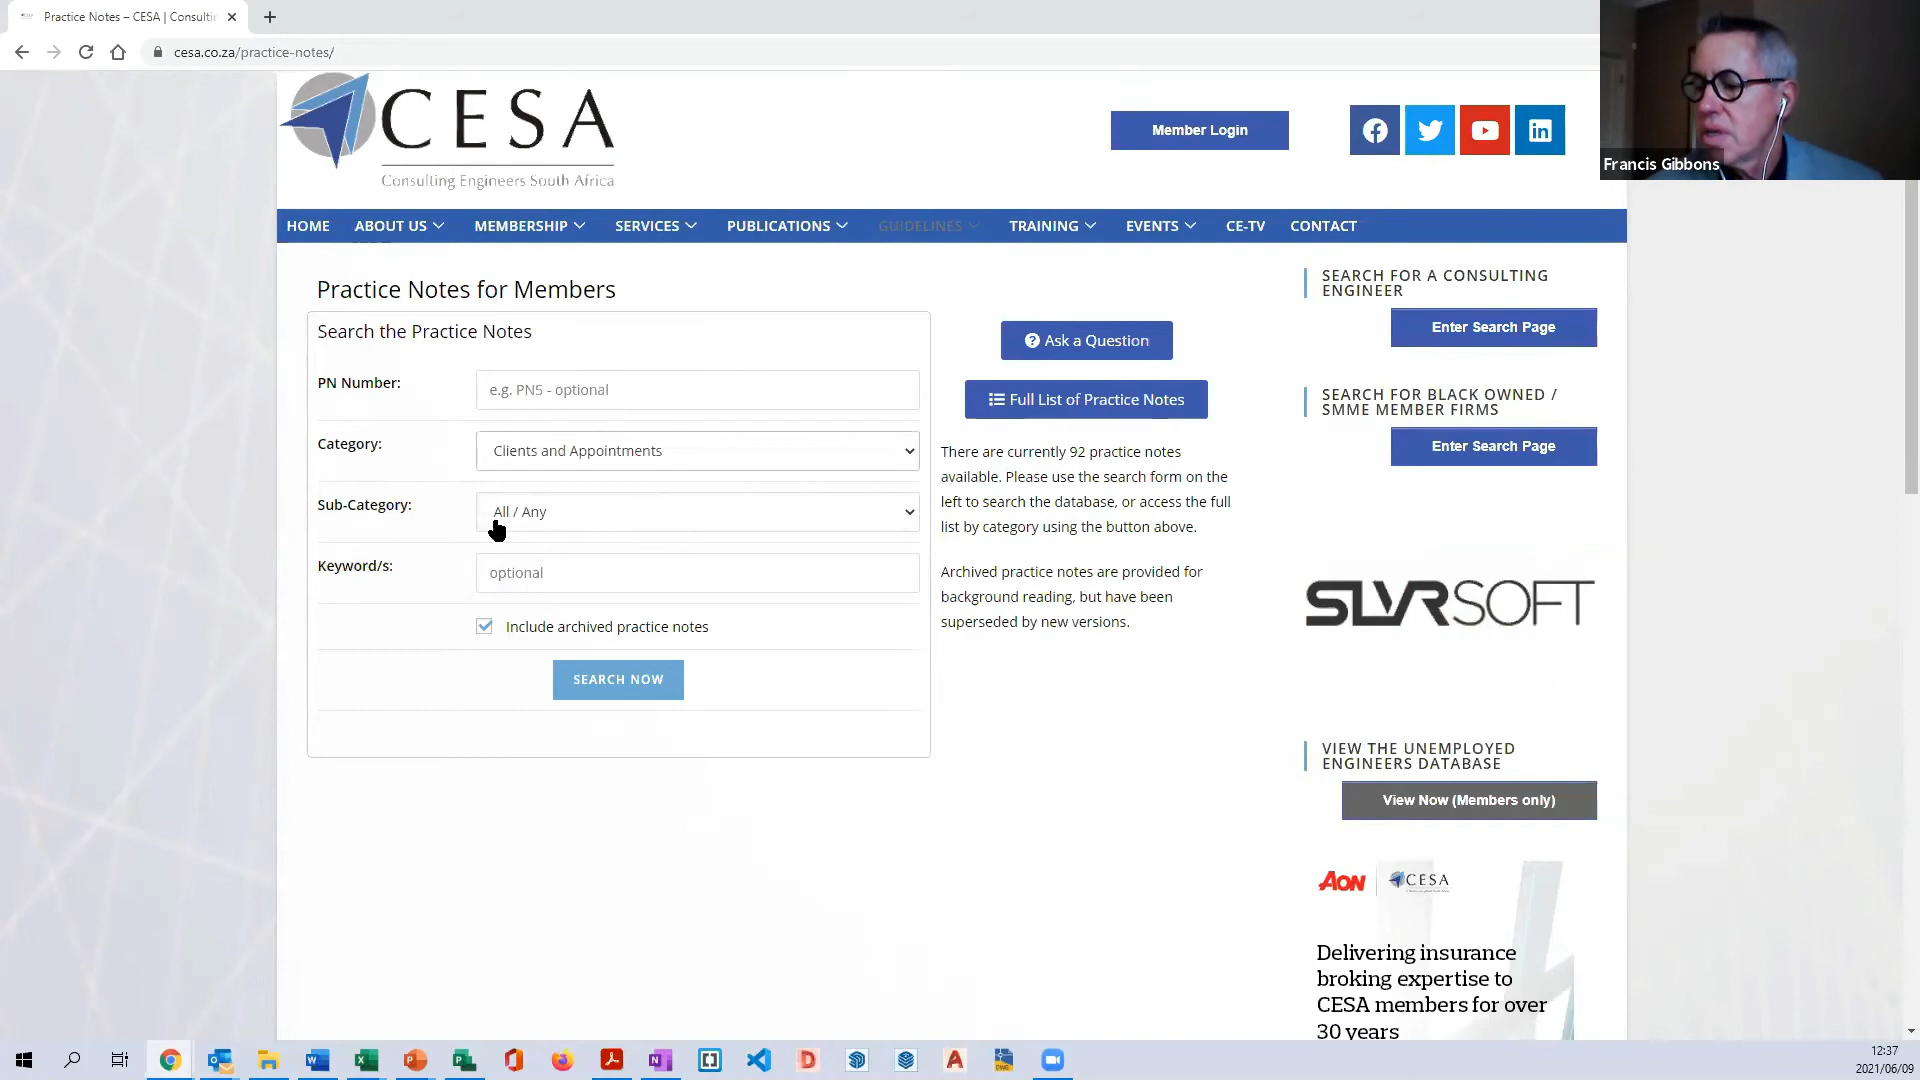 Practice Notes – CESA | Consulti
cesa.co.za/practice-notes/
Francis Gibbons
CESA
Consulting Engineers South Africa
Member Login
HOME ABOUT US MEMBERSHIP SERVICES PUBLICATIONS GUIDELINES TRAINING EVENTS CE-TV CONTACT
Practice Notes for Members
Search the Practice Notes
PN Number:
e.g. PN5 - optional
Category:
Clients and Appointments
Sub-Category:
All / Any
Keyword/s:
optional
Include archived practice notes
SEARCH NOW
Ask a Question
Full List of Practice Notes
There are currently 92 practice notes
available. Please use the search form on the
left to search the database, or access the full
list by category using the button above.
Archived practice notes are provided for
background reading, but have been
superseded by new versions.
SEARCH FOR A CONSULTING
ENGINEER
Enter Search Page
SEARCH FOR BLACK OWNED /
SMME MEMBER FIRMS
Enter Search Page
SLVRSOFT
VIEW THE UNEMPLOYED
ENGINEERS DATABASE
View Now (Members only)
AON CESA
Delivering insurance
broking expertise to
CESA members for over
30 years
12:37
2021/06/09